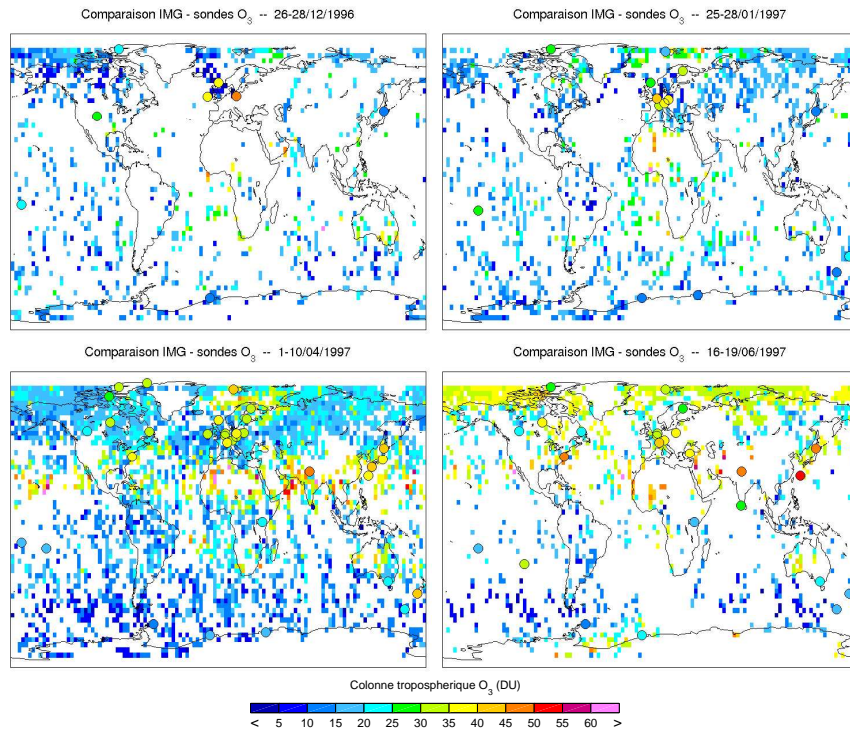 Comparaison IMG - sondes O3 -- 26-28/12/1996
Comparaison IMG - sondes O3 -- 25-28/01/1997
Comparaison IMG - sondes O3 -- 1-10/04/1997
Comparaison IMG - sondes O3 -- 16-19/06/1997
Colonne tropospherique O3 (DU)
< 5 10 15 20 25 30 35 40 45 50 55 60 >